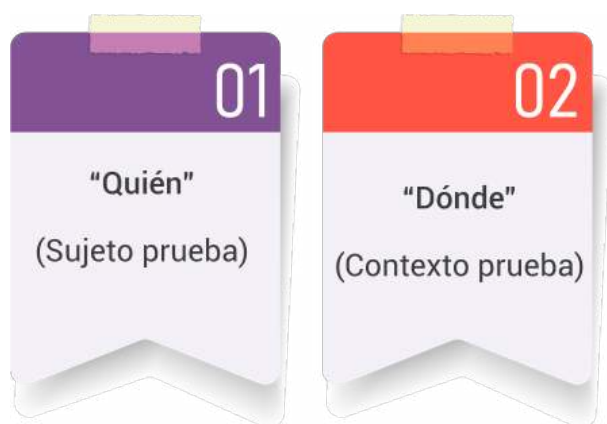 01
“Quién”
(Sujeto prueba)
02
“Dónde”
(Contexto prueba)